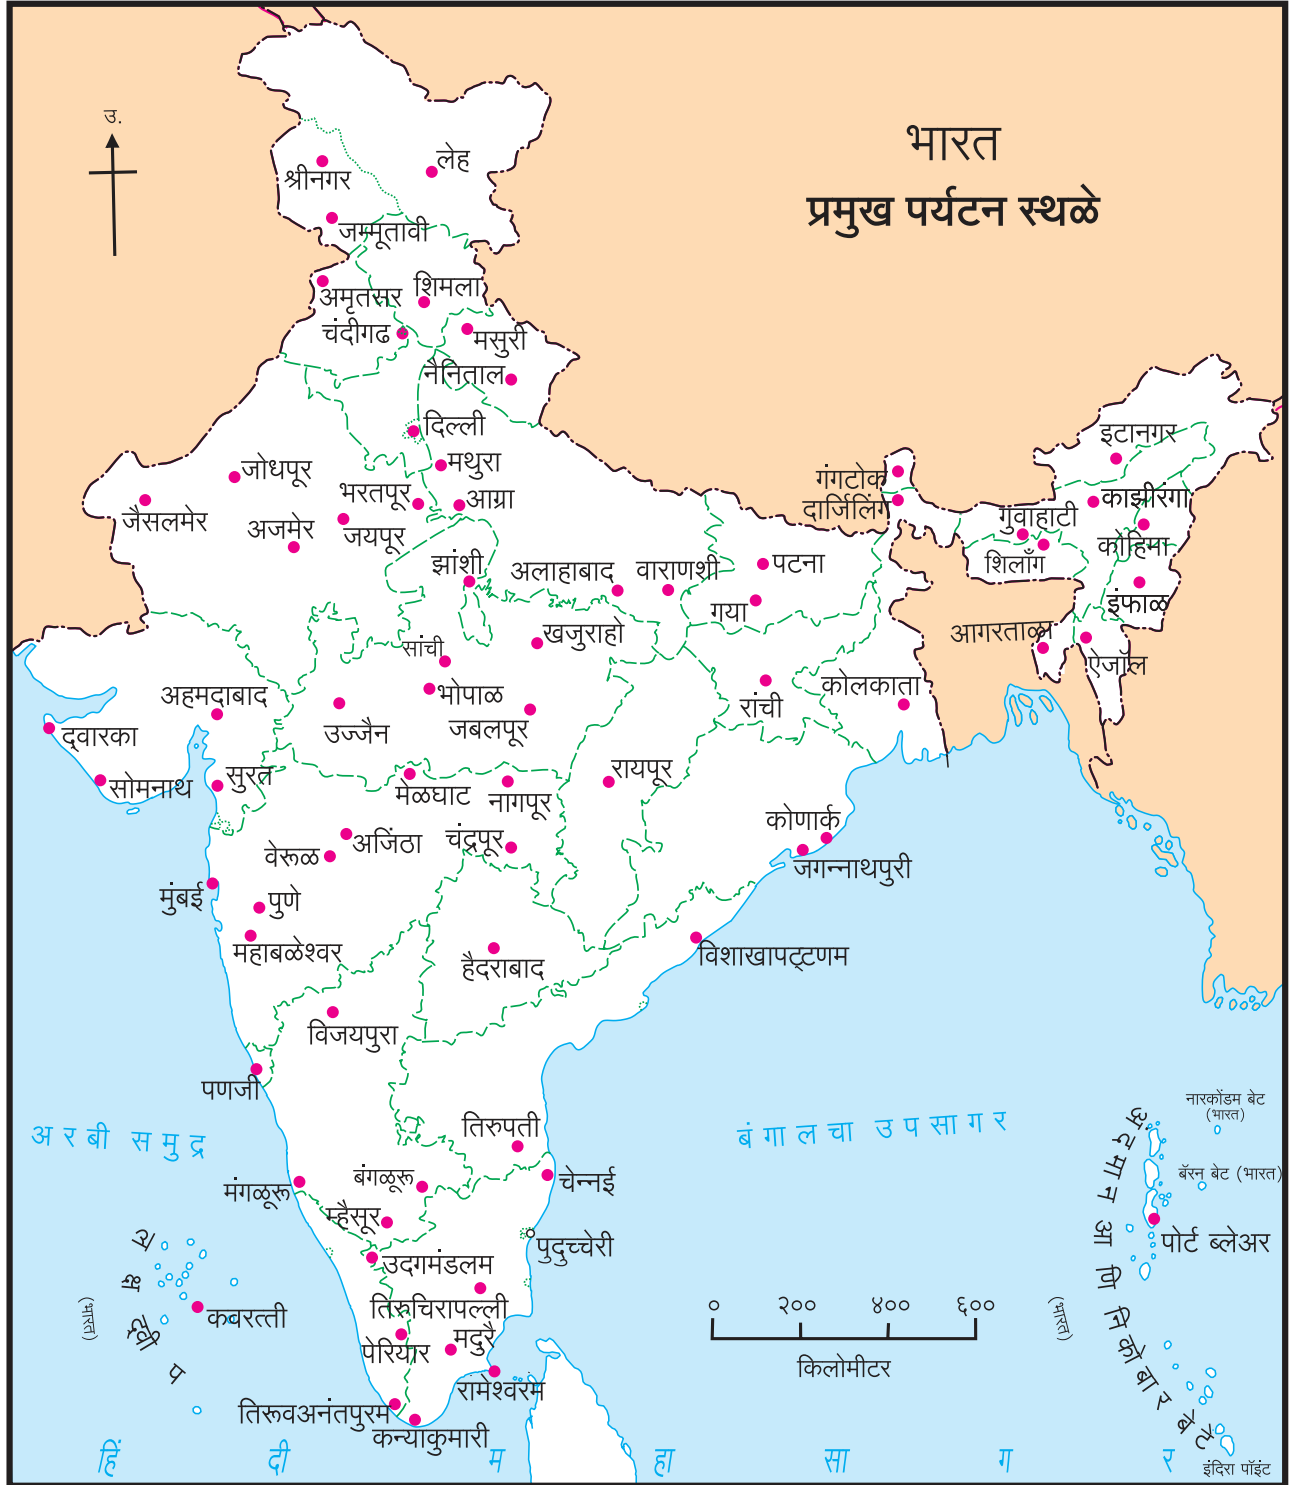 उ.
भारत
प्रमुख पर्यटन स्थळे
श्रीनगर
लेह
जम्मूतावी
अमृतसर
शिमला
चंदीगढ
मसुरी
नैनिताल
दिल्ली
मथुरा
जोधपूर
भरतपूर
आग्रा
जैसलमेर
अजमेर
जयपूर
झांशी
अलाहाबाद
वाराणशी
पटना
गया
गंगटोक
दार्जिलिंग
इटानगर
काझीरंगा
गुवाहाटी
कोहिमा
शिलाँग
इंफाळ
आगरताळा
ऐजॉल
सांची
खजुराहो
भोपाळ
उज्जैन
जबलपूर
रांची
कोलकाता
अहमदाबाद
द्वारका
सोमनाथ
सुरत
मेळघाट
नागपूर
रायपूर
अजिंठा
वेरूळ
चंद्रपूर
कोणार्क
जगन्नाथपुरी
मुंबई
पुणे
महाबळेश्वर
हैदराबाद
विशाखापट्टणम
विजयपुरा
पणजी
अरबी समुद्र
बंगालचा उपसागर
तिरुपती
बंगळूरू
चेन्नई
मंगळूरू
म्हैसूर
पुदुच्चेरी
उदगमंडलम
तिरुचिरापल्ली
पेरियार
मदुरै
रामेश्वरम
तिरूवअनंतपुरम
कन्याकुमारी
लक्षद्वीप
(भारत)
कवरत्ती
० २०० ४०० ६००
किलोमीटर
नारकोंडम बेट
(भारत)
बॅरन बेट (भारत)
अंदमान आणि निकोबार बेटे
(भारत)
पोर्ट ब्लेअर
इंदिरा पॉइंट
हिंदी महासागर